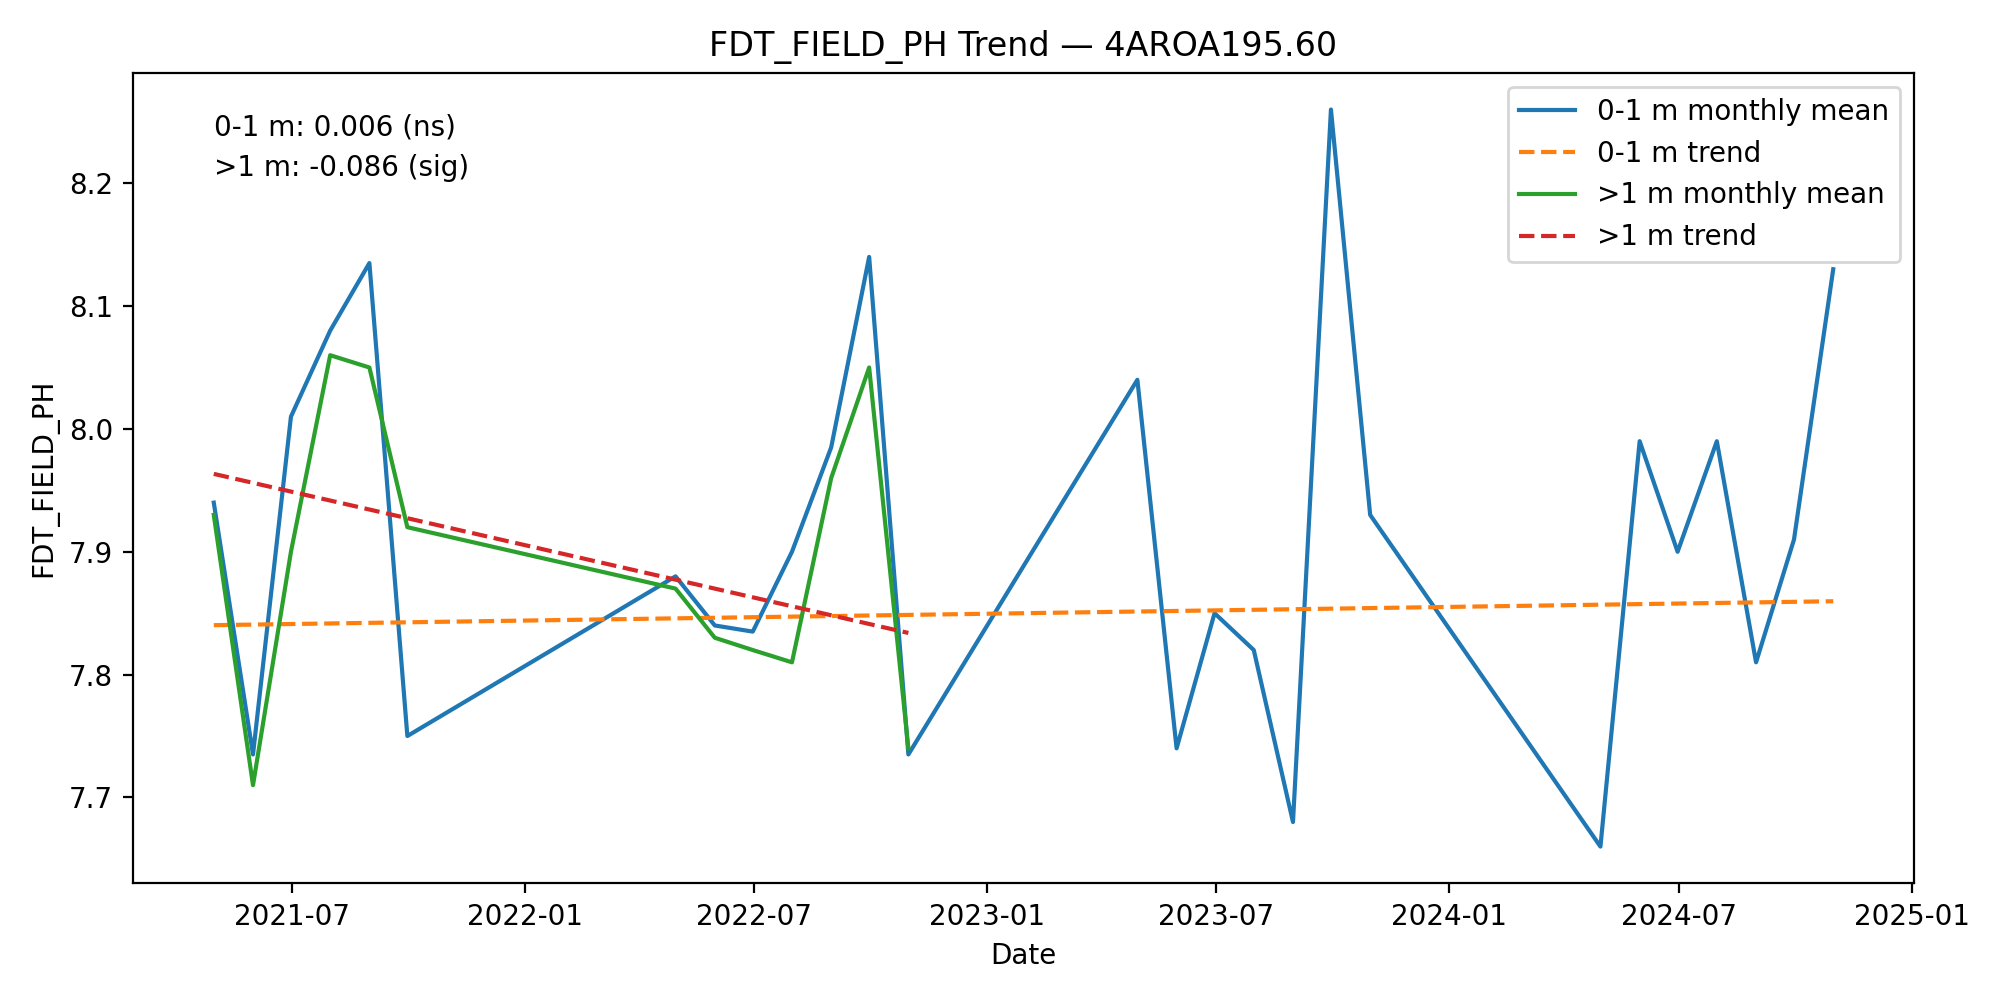 FDT_FIELD_PH Trend — 4AROA195.60
0-1 m: 0.006 (ns)
>1 m: -0.086 (sig)
0-1 m monthly mean
0-1 m trend
>1 m monthly mean
>1 m trend
FDT_FIELD_PH
8.2
8.1
8.0
7.9
7.8
7.7
2021-07 2022-01 2022-07 2023-01 2023-07 2024-01 2024-07 2025-01
Date